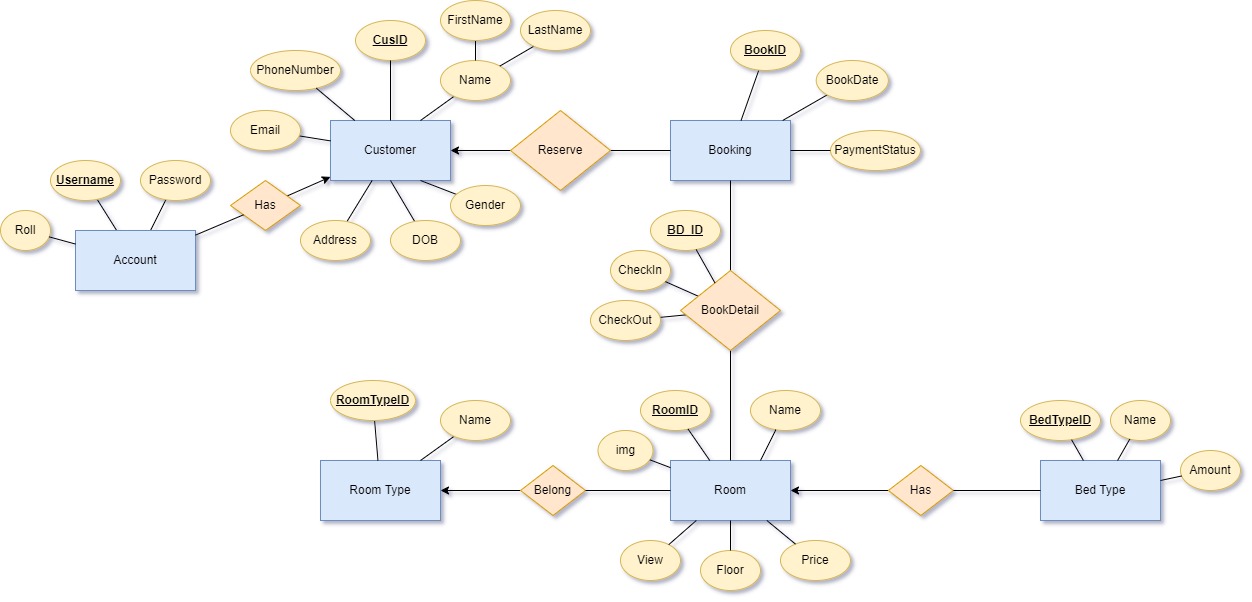 FirstName
LastName
CusID
BookID
PhoneNumber
Name
BookDate
Email
Customer
Reserve
Booking
PaymentStatus
Username
Password
Has
Gender
Roll
Address
DOB
BD_ID
Account
CheckIn
BookDetail
CheckOut
RoomTypeID
Name
RoomID
Name
BedTypeID
Name
img
Amount
Room Type
Belong
Room
Has
Bed Type
View
Floor
Price